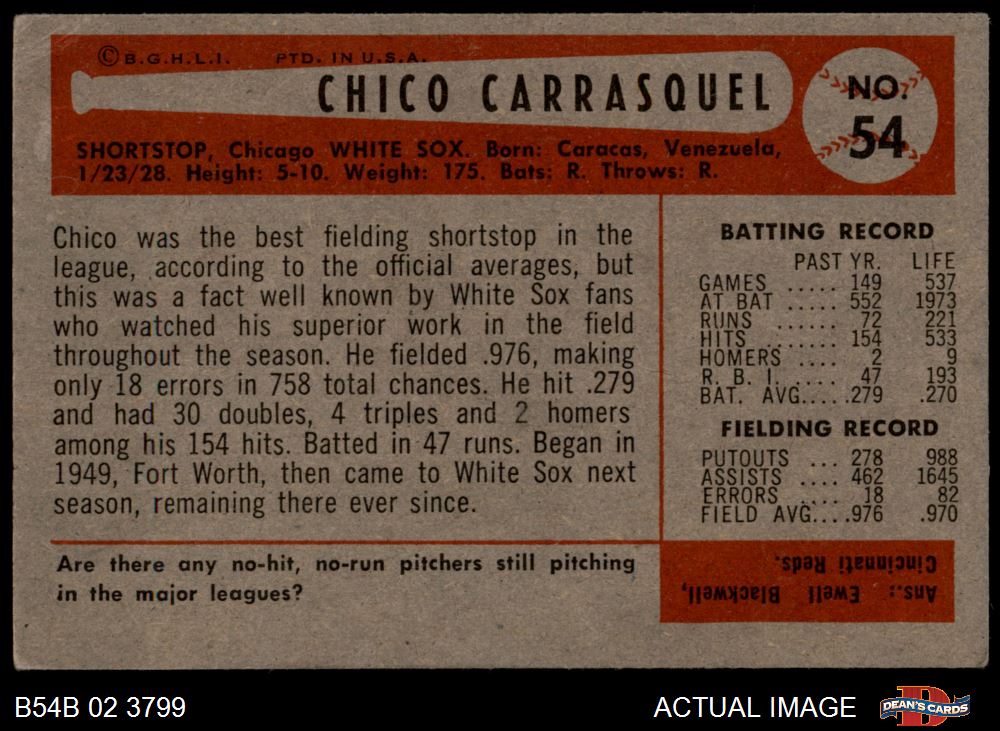 ©B.G.H.L.I. PTD. IN U.S.A.
CHICO CARRASQUEL
NO.
54
SHORTSTOP, Chicago WHITE SOX. Born: Caracas, Venezuela,
1/23/28. Height: 5-10. Weight: 175. Bats: R. Throws: R.
Chico was the best fielding shortstop in the
league, according to the official averages, but
this was a fact well known by White Sox fans
who watched his superior work in the field
throughout the season. He fielded .976, making
only 18 errors in 758 total chances. He hit .279
and had 30 doubles, 4 triples and 2 homers
among his 154 hits. Batted in 47 runs. Began in
1949, Fort Worth, then came to White Sox next
season, remaining there ever since.
BATTING RECORD
PAST YR. LIFE
GAMES ..... 149 537
AT BAT ..... 552 1973
RUNS ...... 72 221
HITS ....... 154 533
HOMERS .... 2 9
R. B. I. ..... 47 193
BAT. AVG.....279 .270
FIELDING RECORD
PUTOUTS ... 278 988
ASSISTS .... 462 1645
ERRORS .... 18 82
FIELD AVG....976 .970
Are there any no-hit, no-run pitchers still pitching
in the major leagues?
Ans.: Ewell Blackwell,
Cincinnati Reds.
B54B 02 3799
ACTUAL IMAGE
D
DEAN'S CARDS